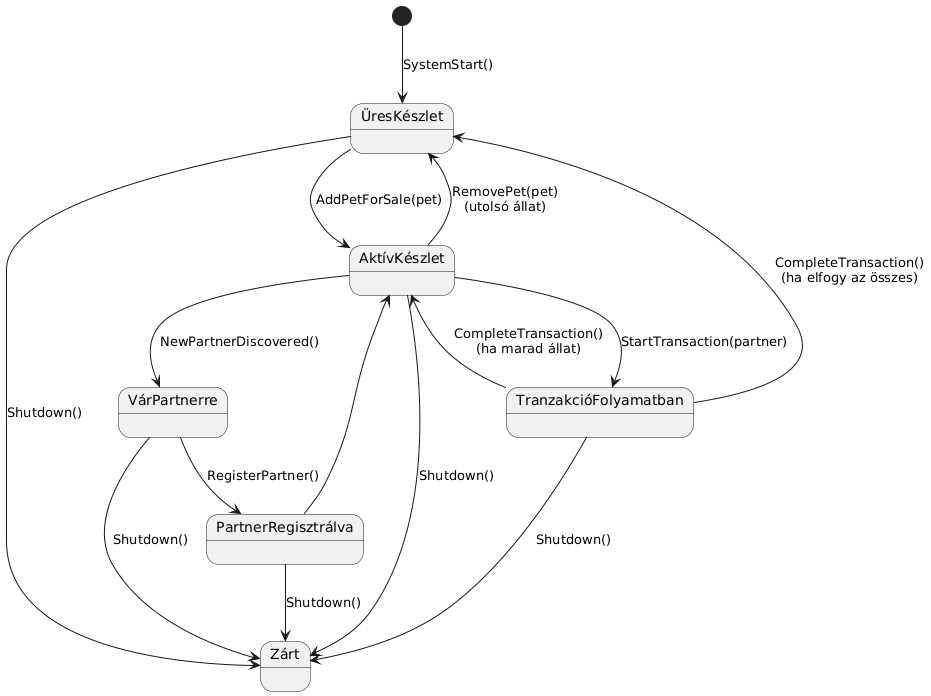 SystemStart()
ÜresKészlet
AddPetForSale(pet)
RemovePet(pet)
(utolsó állat)
AktívKészlet
CompleteTransaction()
(ha elfogy az összes)
NewPartnerDiscovered()
CompleteTransaction()
(ha marad állat)
StartTransaction(partner)
VárPartnerre
TranzakcióFolyamatban
Shutdown()
RegisterPartner()
Shutdown()
PartnerRegisztrálva
Shutdown()
Shutdown()
Shutdown()
Zárt